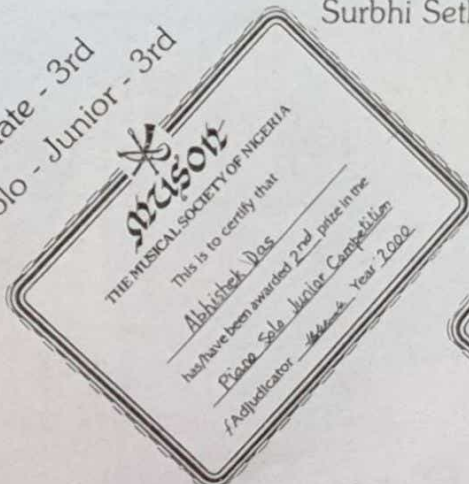 Surbhi Set
ate - 3rd
olo - Junior - 3rd
MUSON
THE MUSICAL SOCIETY OF NIGERIA
This is to certify that
Abhishek Das
has/have been awarded 2nd prize in the
Piano Solo Junior Competition
Adjudicator Year 2000